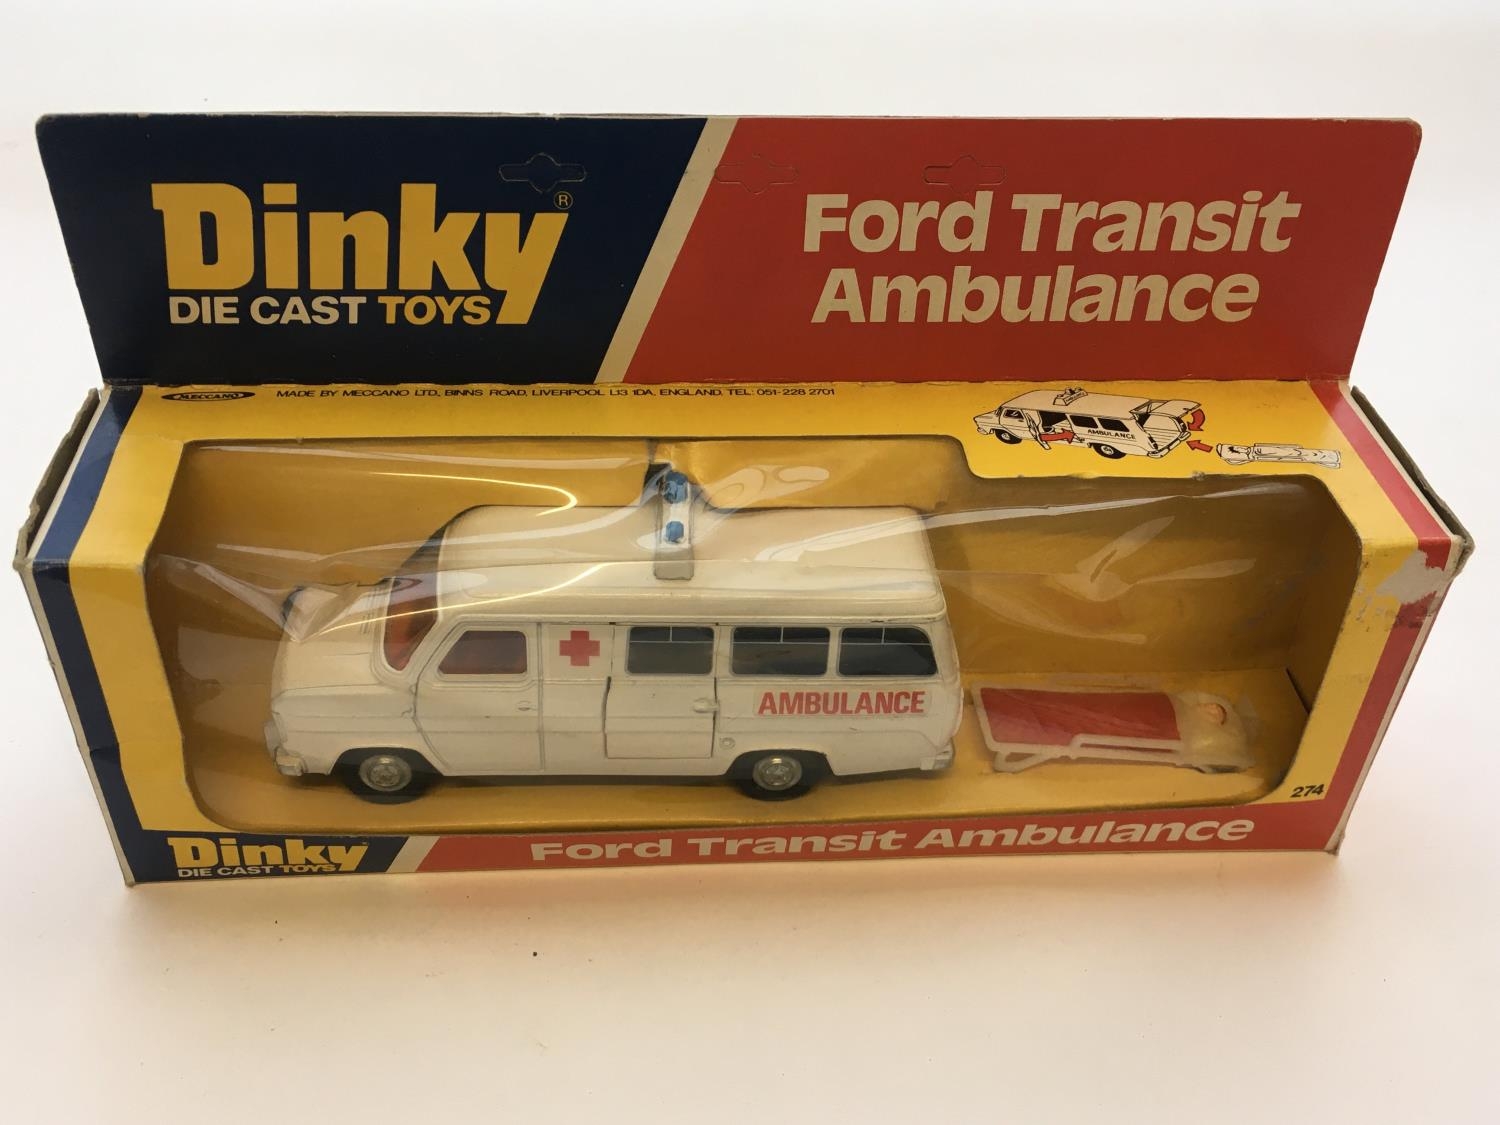 Dinky ®
DIE CAST TOYS
Ford Transit
Ambulance
MECCANO
MADE BY MECCANO LTD., BINNS ROAD, LIVERPOOL L13 1DA, ENGLAND. TEL: 051-228 2701
AMBULANCE
AMBULANCE
274
Dinky
DIE CAST TOYS
Ford Transit Ambulance